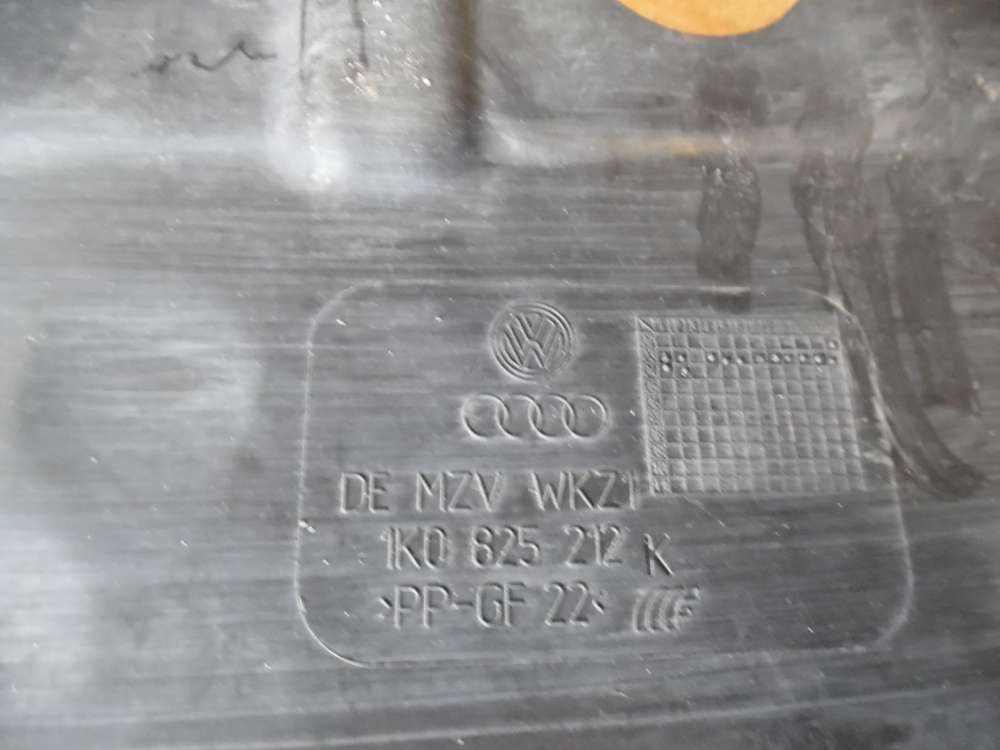 DE MZV WKZ1
1K0 825 212 K
>PP-GF 22<